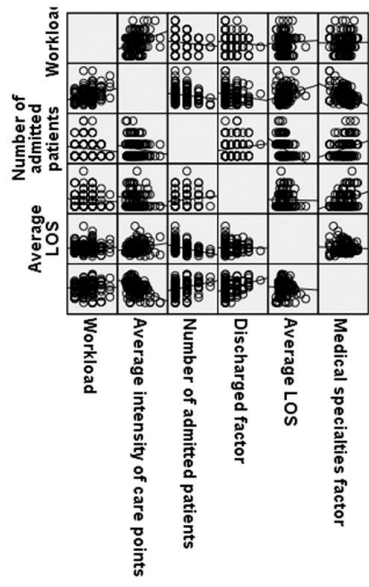 Workload
Number of
admitted
patients
Average
LOS
Workload
Average intensity of care points
Number of admitted patients
Discharged factor
Average LOS
Medical specialties factor